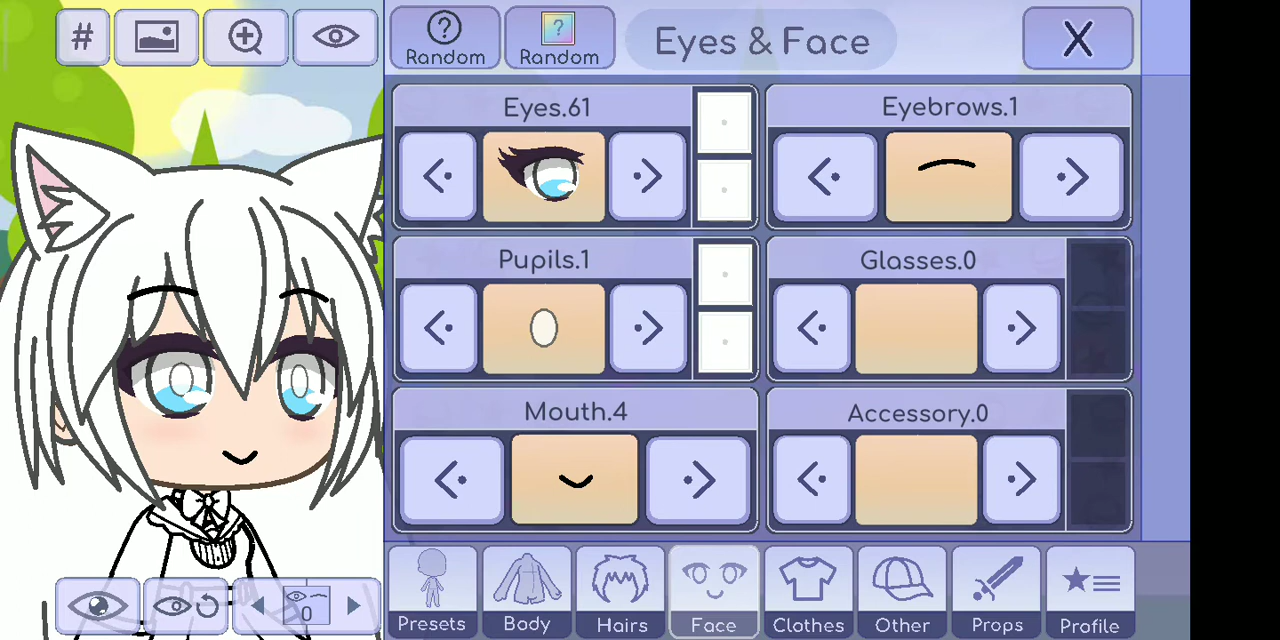 #
? Random
? Random
Eyes & Face
X
Eyes.61
Eyebrows.1
Pupils.1
Glasses.0
Mouth.4
Accessory.0
0
Presets
Body
Hairs
Face
Clothes
Other
Props
Profile